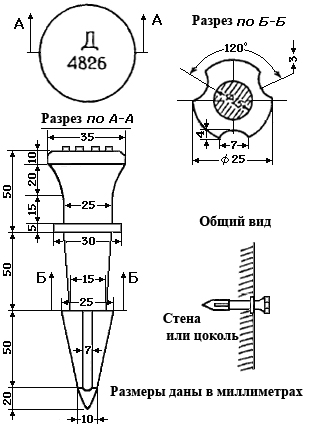 А А
Д
4826
Разрез по А-А
35
10
50
20
15
25
5
30
50
Б Б
15
25
50
7
20
10
Разрез по Б-Б
120°
3
4
7
ϕ 25
Общий вид
Стена
или цоколь
Размеры даны в миллиметрах